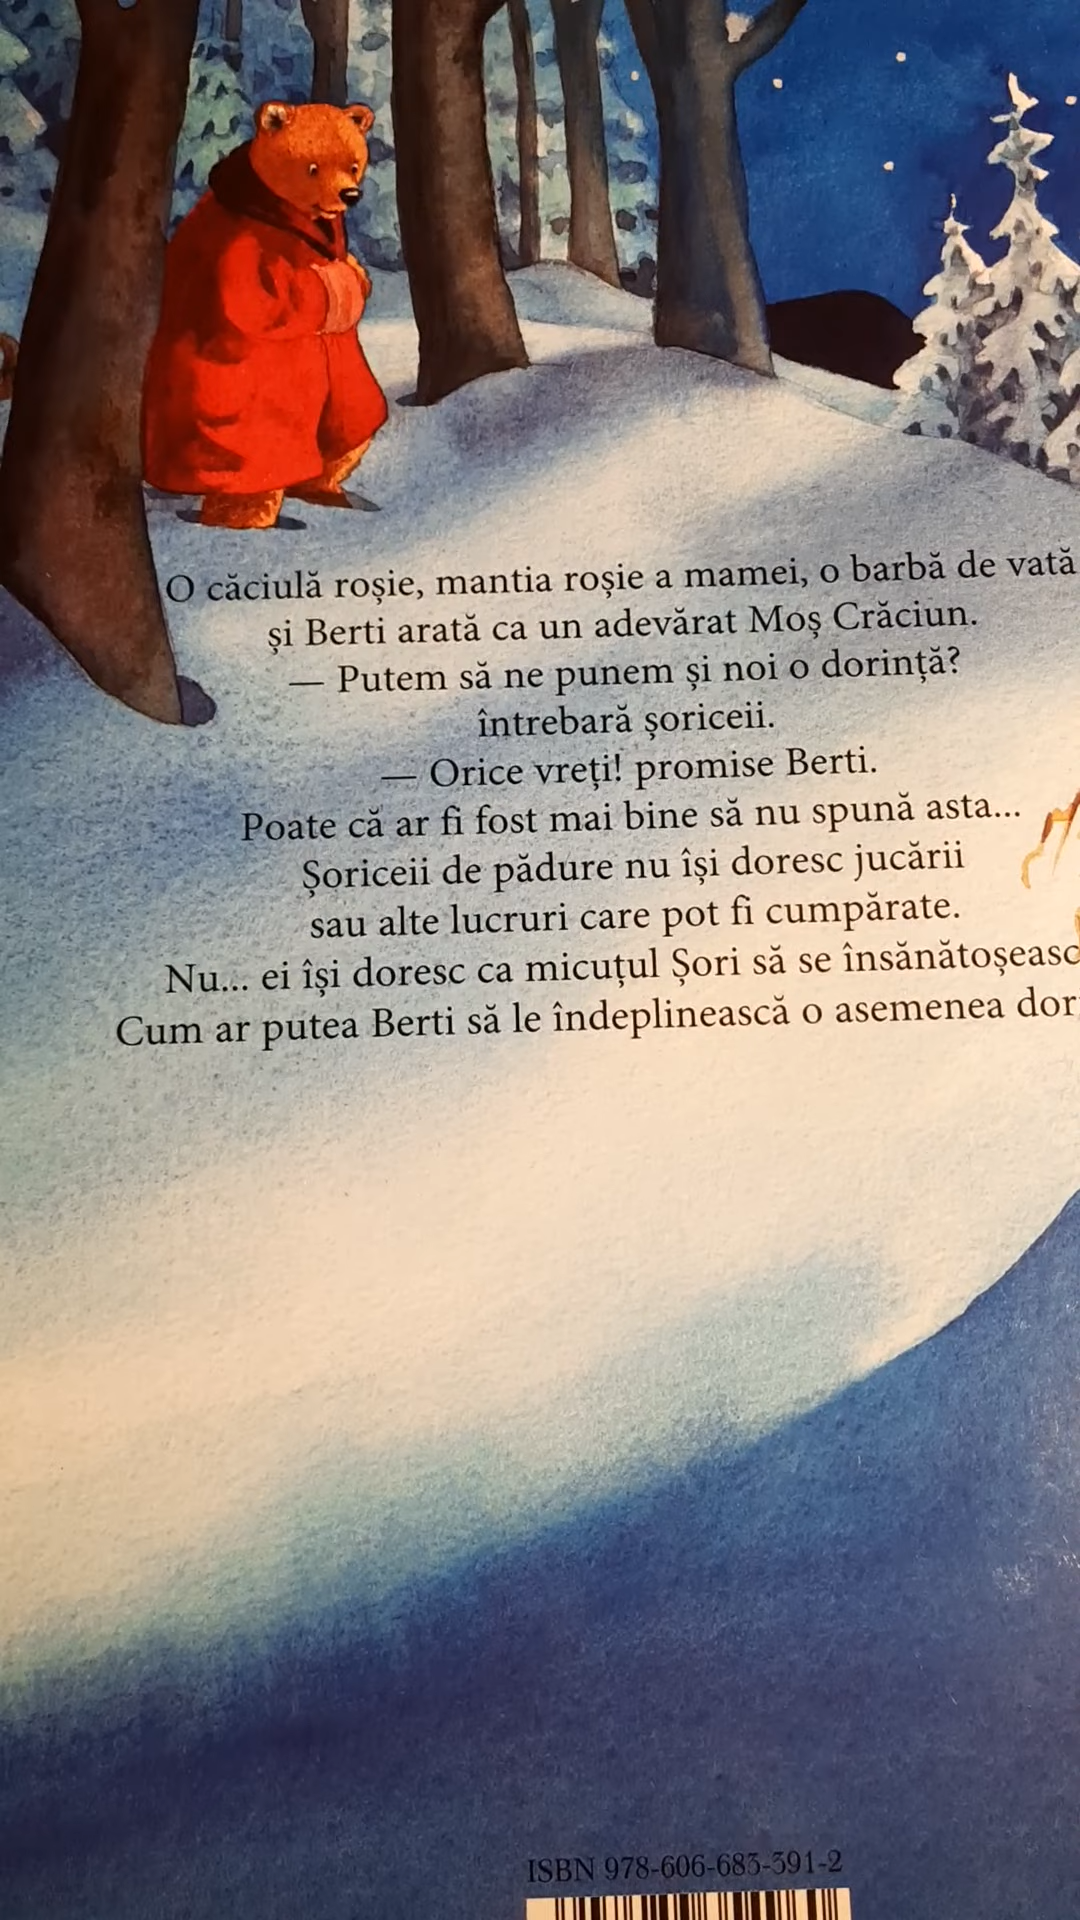 O căciulă roșie, mantia roșie a mamei, o barbă de vată
și Berti arată ca un adevărat Moș Crăciun.
— Putem să ne punem și noi o dorință?
întrebară șoriceii.
— Orice vreți! promise Berti.
Poate că ar fi fost mai bine să nu spună asta...
Șoriceii de pădure nu își doresc jucării
sau alte lucruri care pot fi cumpărate.
Nu... ei își doresc ca micuțul Șori să se însănătoșeasc
Cum ar putea Berti să le îndeplinească o asemenea dor
ISBN 978-606-683-391-2